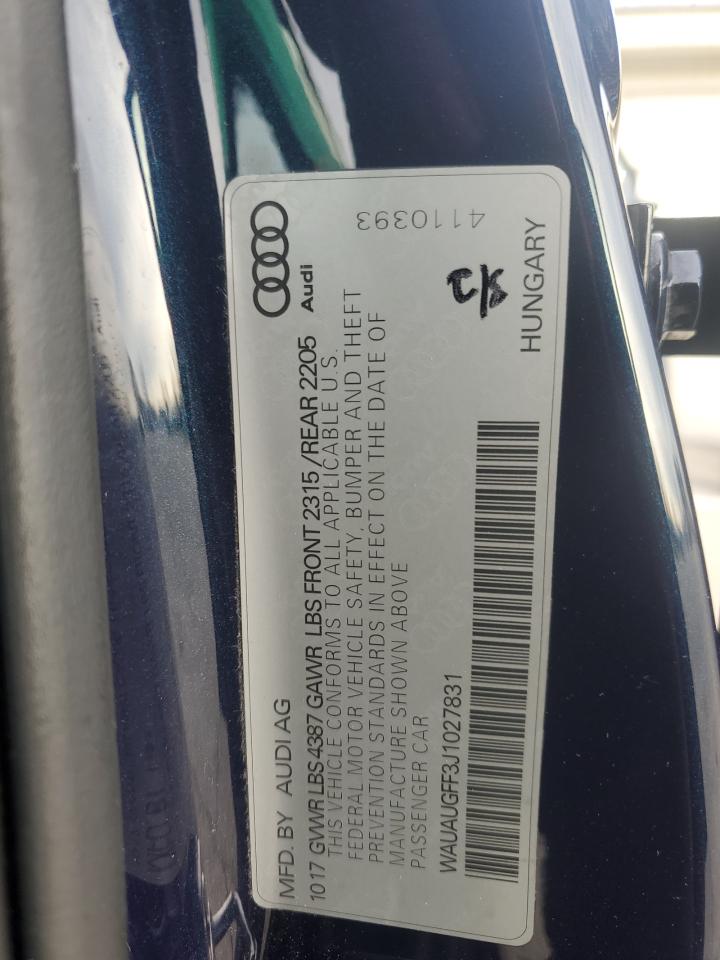 MFD. BY AUDI AG
Audi
1017 GVWR LBS 4387 GAWR LBS FRONT 2315 /REAR 2205
THIS VEHICLE CONFORMS TO ALL APPLICABLE U.S.
FEDERAL MOTOR VEHICLE SAFETY, BUMPER AND THEFT
PREVENTION STANDARDS IN EFFECT ON THE DATE OF
MANUFACTURE SHOWN ABOVE
PASSENGER CAR
4110393
WAUAUGFF3J1027831
HUNGARY